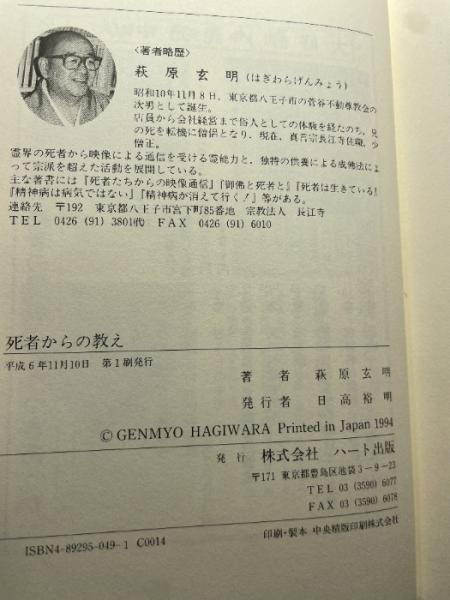 〈著者略歴〉
萩原玄明(はぎわらげんみょう)
昭和10年11月8日、東京都八王子市の菅谷不動尊教会の
次男として誕生。
店員から会社経営まで俗人としての体験を経たのち、兄
の死を転機に僧侶となり、現在、真言宗長江寺住職。少
僧正。
霊界の死者から映像による通信を受ける霊能力と、独特の供養による成仏法によ
って宗派を超えた活動を展開している。
主な著書には『死者たちからの映像通信』『御佛と死者と』『死者は生きている』
『精神病は病気ではない』『精神病が消えて行く!』等がある。
連絡先 〒192 東京都八王子市宮下町85番地 宗教法人 長江寺
TEL 0426(91)3801代 FAX 0426(91)6010
死者からの教え
平成6年11月10日 第1刷発行
著者 萩原玄明
発行者 日高裕明
© GENMYO HAGIWARA Printed in Japan 1994
発行 株式会社 ハート出版
〒171 東京都豊島区池袋3-9-23
TEL 03(3590)6077
FAX 03(3590)6078
ISBN4-89295-049-1 C0014
印刷・製本 中央精版印刷株式会社